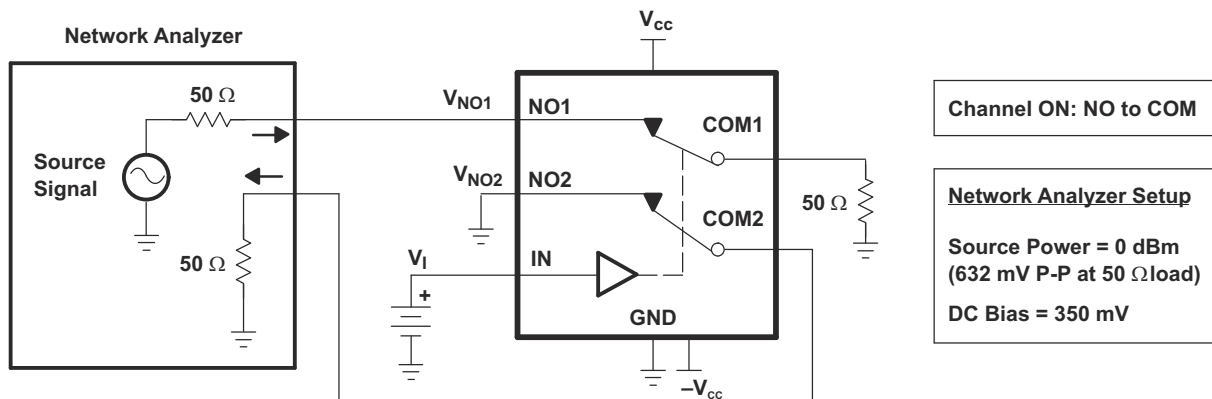 Network Analyzer
50 Ω
Source
Signal
50 Ω
V_NO1
V_NO2
V_I
+
V_cc
NO1
COM1
NO2
COM2
IN
GND
–V_cc
50 Ω
Channel ON: NO to COM
Network Analyzer Setup
Source Power = 0 dBm
(632 mV P-P at 50 Ω load)
DC Bias = 350 mV